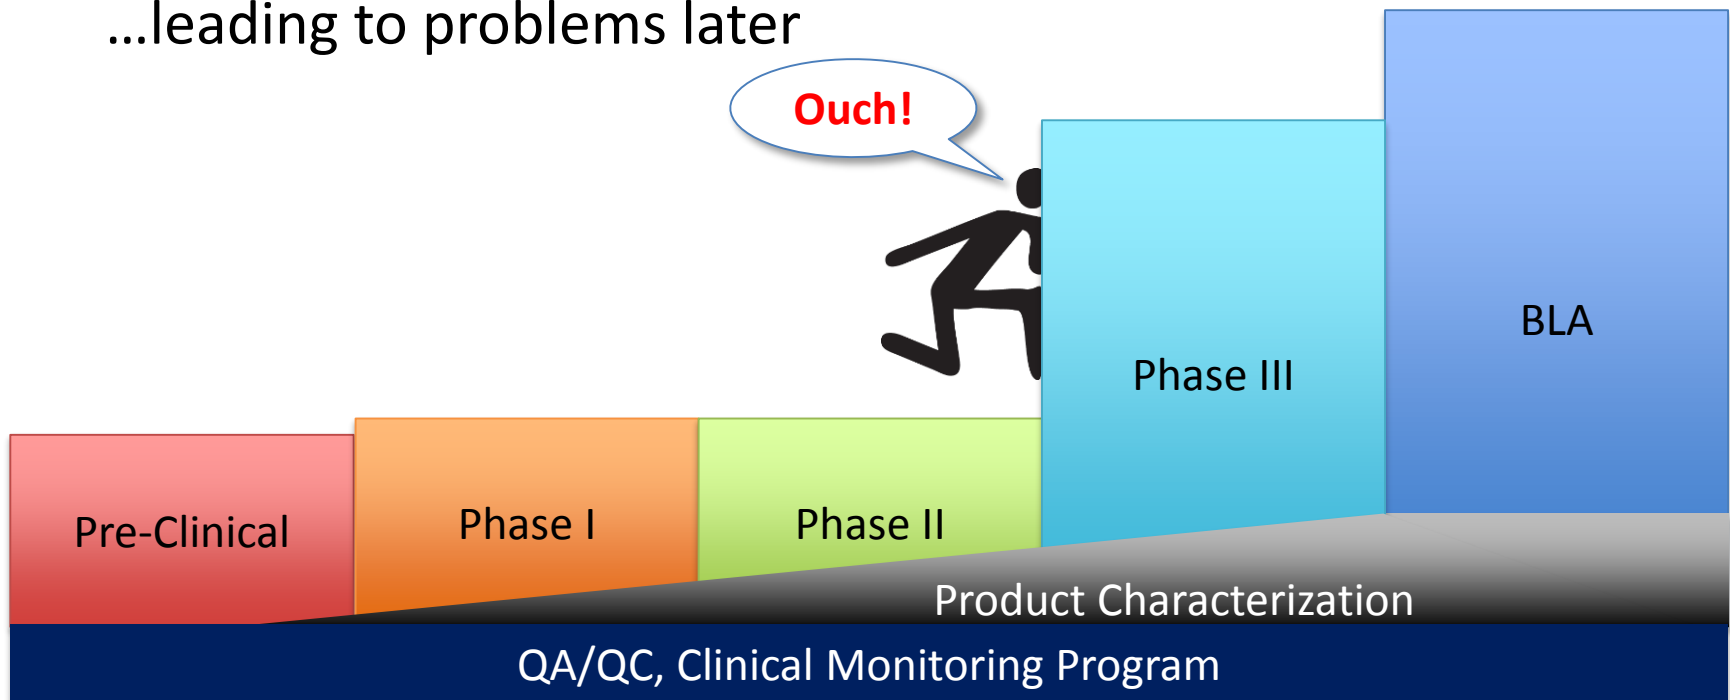 …leading to problems later
Ouch!
BLA
Phase III
Pre-Clinical
Phase I
Phase II
Product Characterization
QA/QC, Clinical Monitoring Program